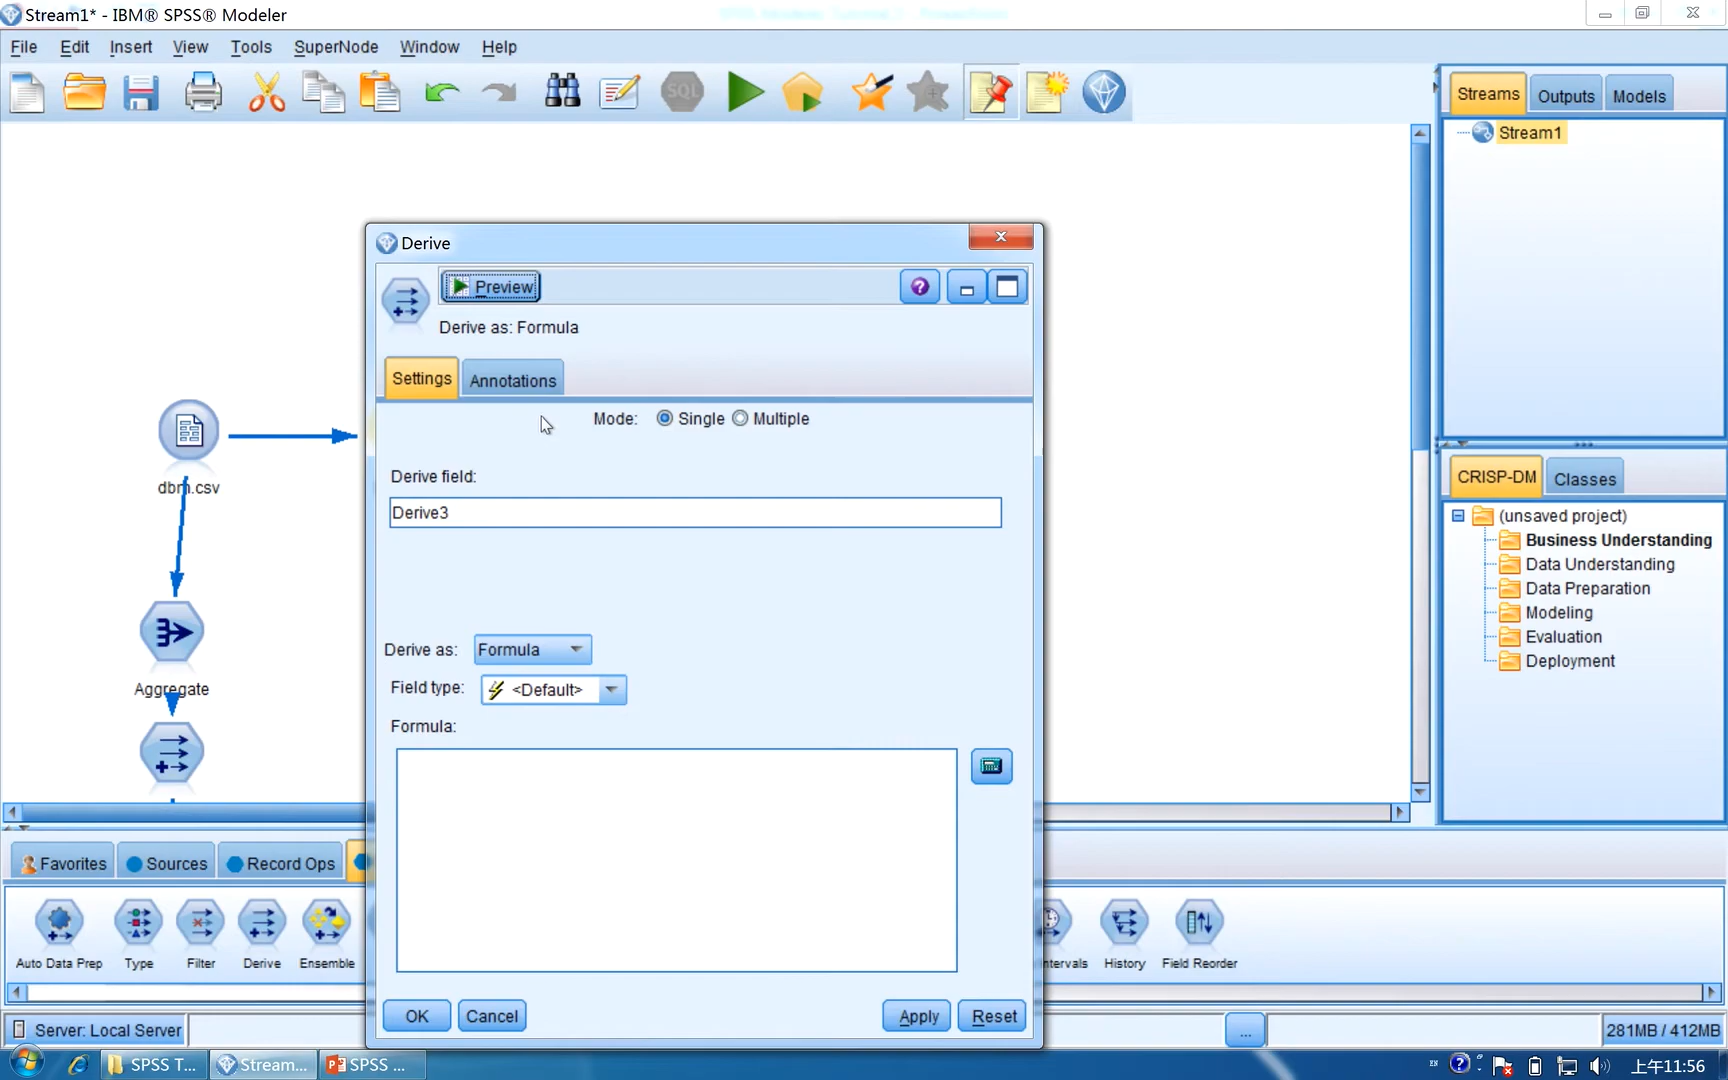 Stream1* - IBM® SPSS® Modeler
File Edit Insert View Tools SuperNode Window Help
SQL
Streams Outputs Models
Stream1
Derive
Preview
Derive as: Formula
Settings Annotations
Mode: Single Multiple
Derive field:
Derive3
Derive as: Formula
Field type: <Default>
Formula:
OK Cancel Apply Reset
dbm.csv
Aggregate
CRISP-DM Classes
(unsaved project)
Business Understanding
Data Understanding
Data Preparation
Modeling
Evaluation
Deployment
Favorites Sources Record Ops
Auto Data Prep Type Filter Derive Ensemble ntervals History Field Reorder
Server: Local Server ... 281MB / 412MB
SPSS T... Stream... SPSS ... EN 上午11:56